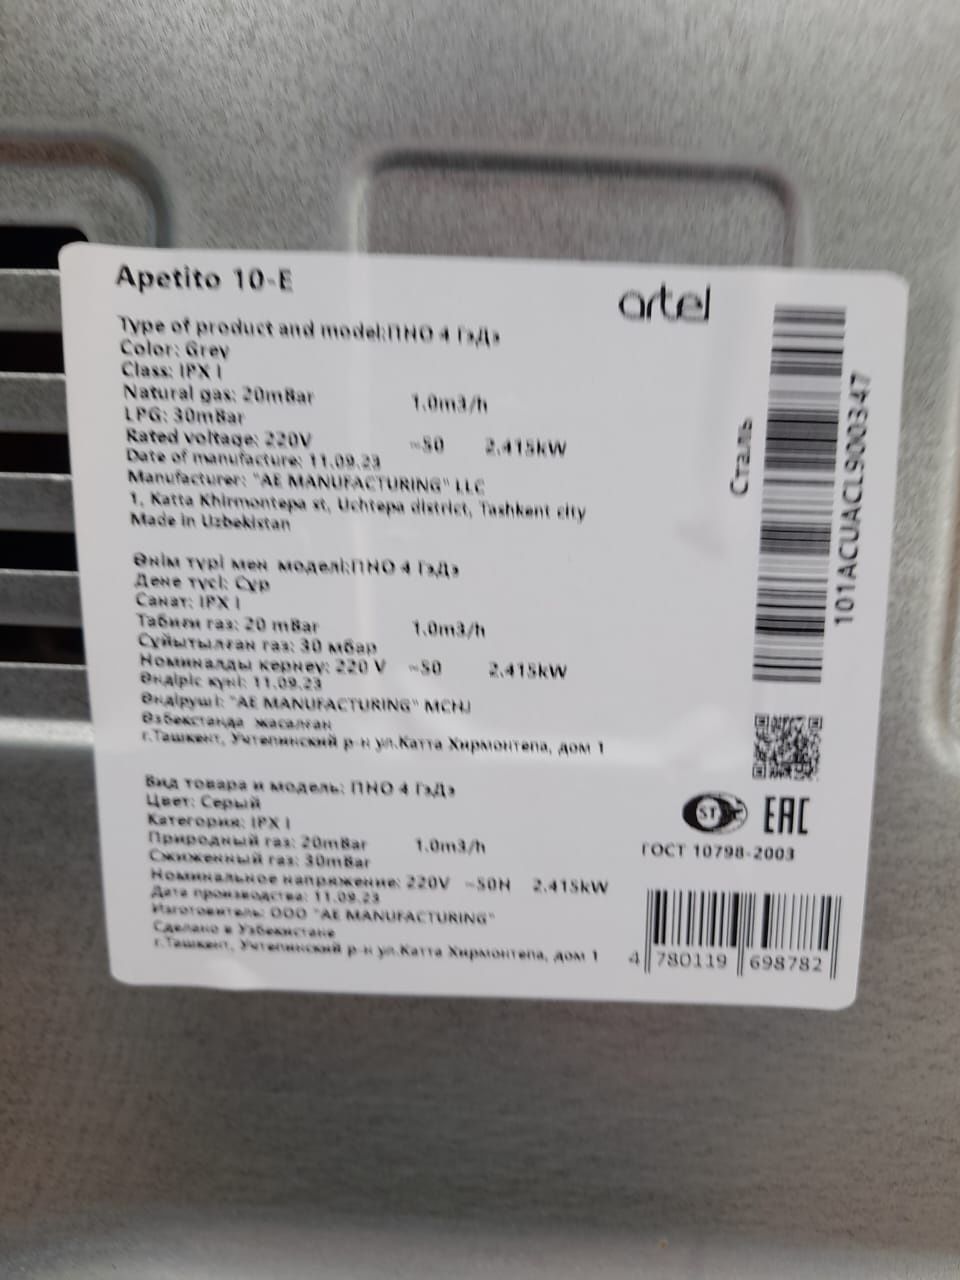 Apetito 10-E
artel
Type of product and model:ПНО 4 ГэДэ
Color: Grey
Class: IPX I
Natural gas: 20mBar 1.0m3/h
LPG: 30mBar
Rated voltage: 220V ~50 2.415kW
Date of manufacture: 11.09.23
Manufacturer: "AE MANUFACTURING" LLC
1, Katta Khirmontepa st, Uchtepa district, Tashkent city
Made in Uzbekistan
Өнім түрі мен моделі:ПНО 4 ГэДэ
Дене түсі: Сұр
Санат: IPX I
Табиғи газ: 20 mBar 1.0m3/h
Сұйытылған газ: 30 мбар
Номиналды кернеу: 220 V ~50 2.415kW
Өндіріс күні: 11.09.23
Өндіруші: "AE MANUFACTURING" MCHJ
Өзбекстанда жасалған
г.Ташкент, Учтепинский р-н ул.Катта Хирмонтепа, дом 1
Вид товара и модель: ПНО 4 ГэДэ
Цвет: Серый
Категория: IPX I
Природный газ: 20mBar 1.0m3/h
Сжиженный газ: 30mBar
Номинальное напряжение: 220V ~50H 2.415kW
Дата производства: 11.09.23
Изготовитель: ООО "AE MANUFACTURING"
Сделано в Узбекистане
г.Ташкент, Учтепинский р-н ул.Катта Хирмонтепа, дом 1
Сталь
101ACUACL900347
ST
EAC
ГОСТ 10798-2003
4 780119 698782